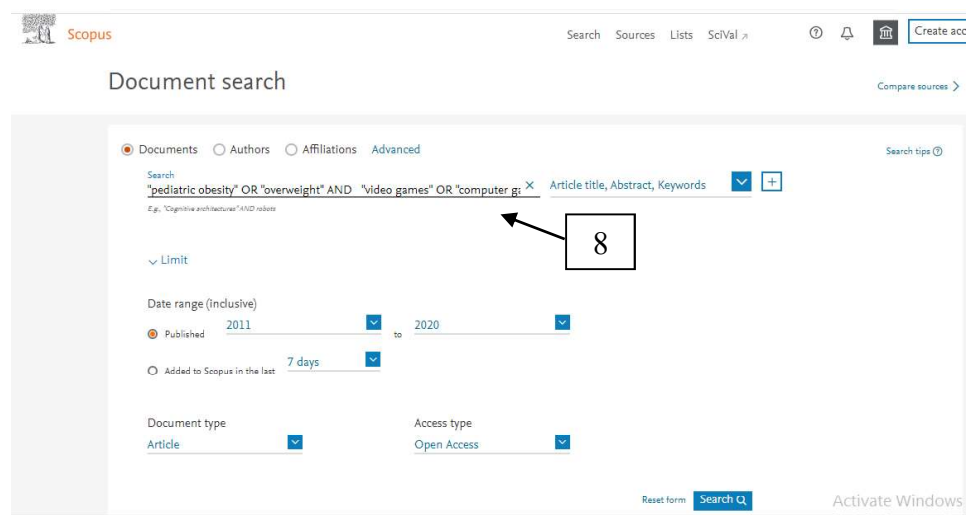 Scopus Search Sources Lists SciVal ↗ Create acc
Document search
Compare sources >
Documents Authors Affiliations Advanced Search tips
Search
"pediatric obesity" OR "overweight" AND "video games" OR "computer ga × Article title, Abstract, Keywords +
E.g., "Cognitive architectures" AND robots
8
Limit
Date range (inclusive)
Published 2011 to 2020
Added to Scopus in the last 7 days
Document type Access type
Article Open Access
Reset form Search
Activate Windows